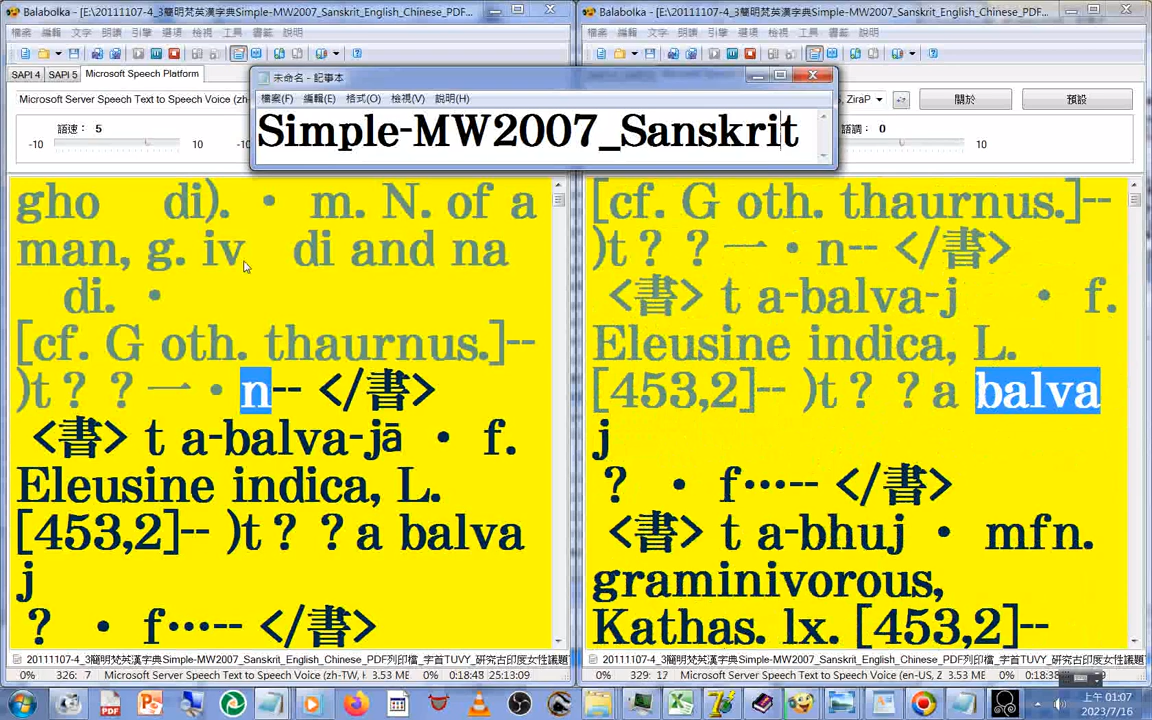 Balabolka - [E:\20111107-4_3簡明梵英漢字典Simple-MW2007_Sanskrit_English_Chinese_PDF...
檔案 編輯 文字 朗讀 引擎 選項 檢視 工具 書籤 說明
SAPI 4 SAPI 5 Microsoft Speech Platform
Microsoft Server Speech Text to Speech Voice (zh-
語速： 5
-10 10
gho di). • m. N. of a
man, g. iv di and na
di. •
[cf. G oth. thaurnus.]--
)t ? ? 一 • n-- </書>
<書> t a-balva-jā • f.
Eleusine indica, L.
[453,2]-- )t ? ? a balva
j
? • f…-- </書>
20111107-4_3簡明梵英漢字典Simple-MW2007_Sanskrit_English_Chinese_PDF列印檔_字首TUVY_研究古印度女性議題
0% 326: 7 Microsoft Server Speech Text to Speech Voice (zh-TW, H 3.53 ME 0:18:48 25:13:09
未命名 - 記事本
檔案(F) 編輯(E) 格式(O) 檢視(V) 說明(H)
Simple-MW2007_Sanskrit
Balabolka - [E:\20111107-4_3簡明梵英漢字典Simple-MW2007_Sanskrit_English_Chinese_PDF...
檔案 編輯 文字 朗讀 引擎 選項 檢視 工具 書籤 說明
, ZiraP 關於 預設
語調： 0
10
[cf. G oth. thaurnus.]--
)t ? ? 一 • n-- </書>
<書> t a-balva-j • f.
Eleusine indica, L.
[453,2]-- )t ? ? a balva
j
? • f…-- </書>
<書> t a-bhuj • mfn.
graminivorous,
Kathas. lx. [453,2]--
20111107-4_3簡明梵英漢字典Simple-MW2007_Sanskrit_English_Chinese_PDF列印檔_字首TUVY_研究古印度女性議題
0% 329: 17 Microsoft Server Speech Text to Speech Voice (en-US, Z 3.53 ME 0:18:38
上午 01:07
2023/7/16